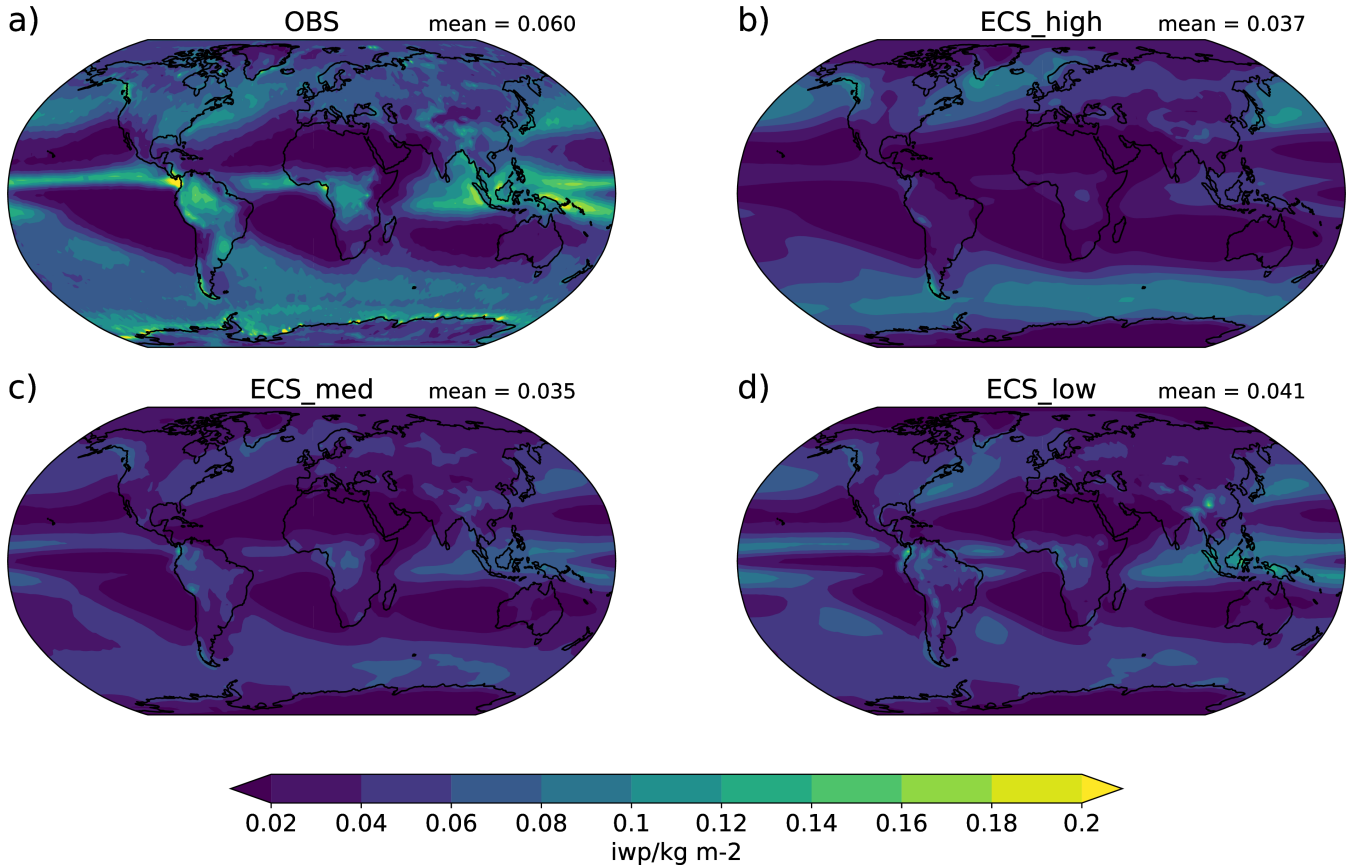 a) OBS mean = 0.060
b) ECS_high mean = 0.037
c) ECS_med mean = 0.035
d) ECS_low mean = 0.041
0.02 0.04 0.06 0.08 0.1 0.12 0.14 0.16 0.18 0.2
iwp/kg m-2